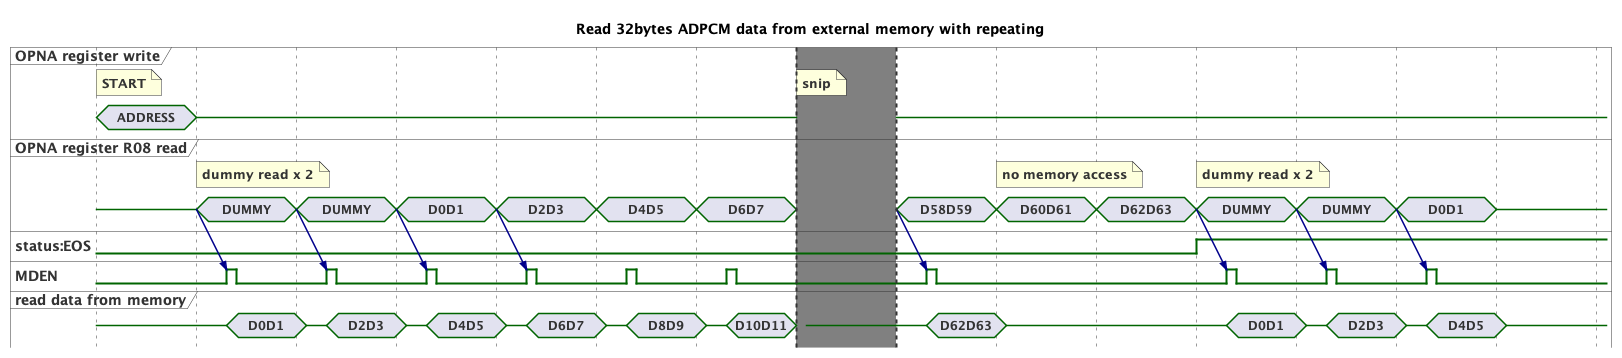 Read 32bytes ADPCM data from external memory with repeating
OPNA register write
START
snip
ADDRESS
OPNA register R08 read
dummy read x 2
no memory access
dummy read x 2
DUMMY DUMMY D0D1 D2D3 D4D5 D6D7 D58D59 D60D61 D62D63 DUMMY DUMMY D0D1
status:EOS
MDEN
read data from memory
D0D1 D2D3 D4D5 D6D7 D8D9 D10D11 D62D63 D0D1 D2D3 D4D5